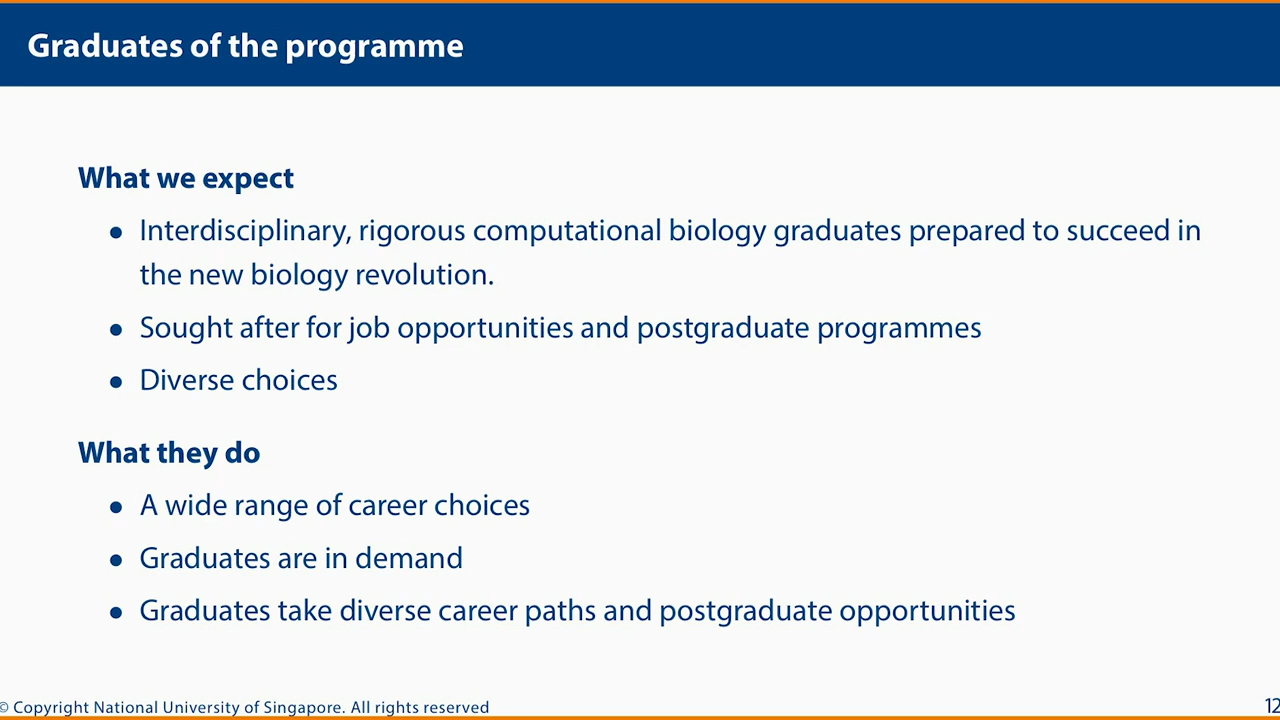 Graduates of the programme
What we expect
● Interdisciplinary, rigorous computational biology graduates prepared to succeed in
the new biology revolution.
● Sought after for job opportunities and postgraduate programmes
● Diverse choices
What they do
● A wide range of career choices
● Graduates are in demand
● Graduates take diverse career paths and postgraduate opportunities
© Copyright National University of Singapore. All rights reserved
12